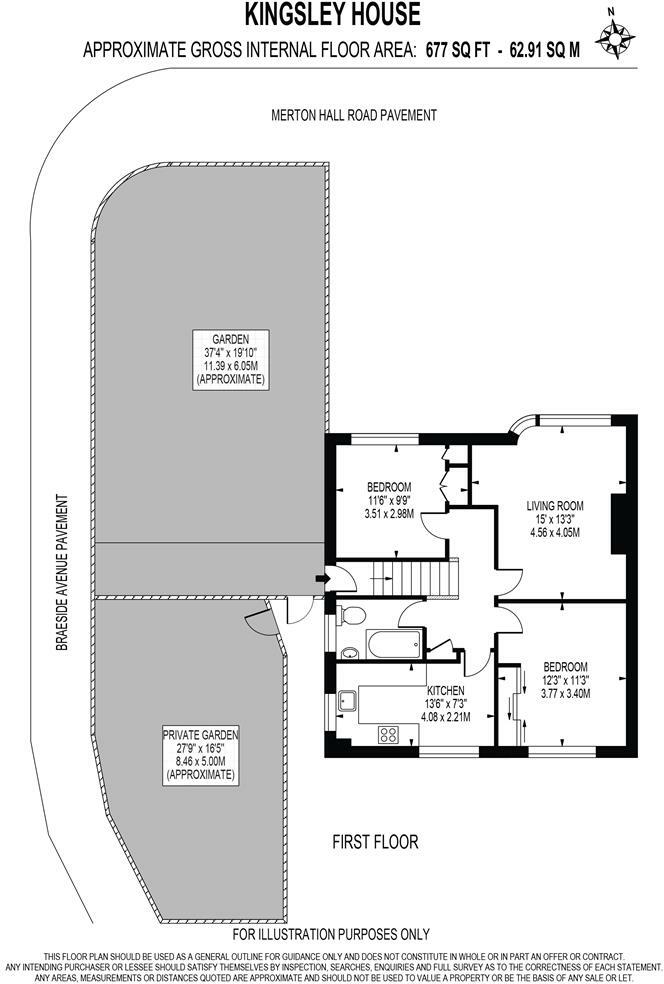 KINGSLEY HOUSE
APPROXIMATE GROSS INTERNAL FLOOR AREA: 677 SQ FT - 62.91 SQ M
N
MERTON HALL ROAD PAVEMENT
GARDEN
37'4" x 19'10"
11.39 x 6.05M
(APPROXIMATE)
BEDROOM
11'6" x 9'9"
3.51 x 2.98M
LIVING ROOM
15' x 13'3"
4.56 x 4.05M
BRAESIDE AVENUE PAVEMENT
BEDROOM
12'3" x 11'3"
3.77 x 3.40M
KITCHEN
13'6" x 7'3"
4.08 x 2.21M
PRIVATE GARDEN
27'9" x 16'5"
8.46 x 5.00M
(APPROXIMATE)
FIRST FLOOR
FOR ILLUSTRATION PURPOSES ONLY
THIS FLOOR PLAN SHOULD BE USED AS A GENERAL OUTLINE FOR GUIDANCE ONLY AND DOES NOT CONSTITUTE IN WHOLE OR IN PART AN OFFER OR CONTRACT.
ANY INTENDING PURCHASER OR LESSEE SHOULD SATISFY THEMSELVES BY INSPECTION, SEARCHES, ENQUIRIES AND FULL SURVEY AS TO THE CORRECTNESS OF EACH STATEMENT.
ANY AREAS, MEASUREMENTS OR DISTANCES QUOTED ARE APPROXIMATE AND SHOULD NOT BE USED TO VALUE A PROPERTY OR BE THE BASIS OF ANY SALE OR LET.